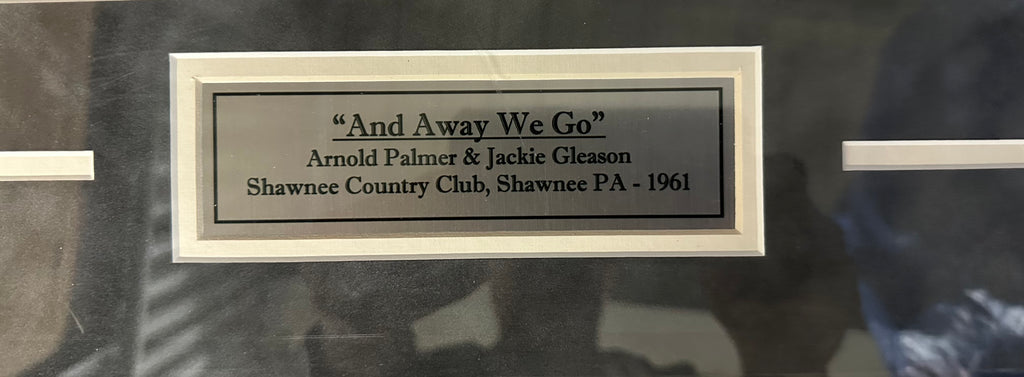 “And Away We Go”
Arnold Palmer & Jackie Gleason
Shawnee Country Club, Shawnee PA - 1961